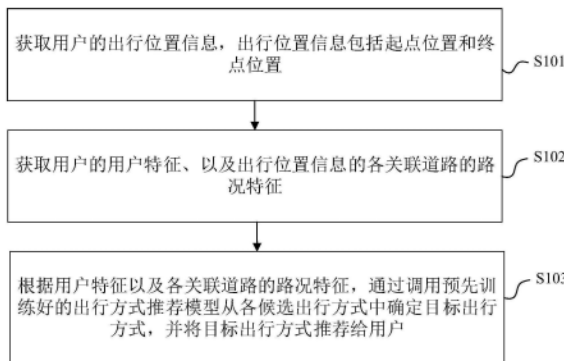 获取用户的出行位置信息，出行位置信息包括起点位置和终
点位置
S101
获取用户的用户特征、以及出行位置信息的各关联道路的路
况特征
S102
根据用户特征以及各关联道路的路况特征，通过调用预先训
练好的出行方式推荐模型从各候选出行方式中确定目标出行
方式，并将目标出行方式推荐给用户
S103